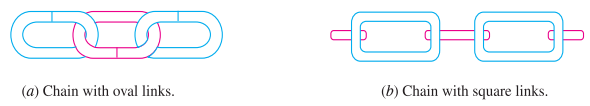 (a) Chain with oval links.
(b) Chain with square links.